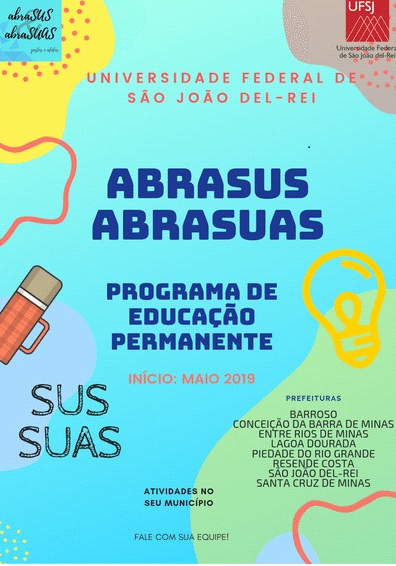 abraSUS
abraSUAS
UFSJ
Universidade Federal
de São João del-Rei
UNIVERSIDADE FEDERAL DE
SÃO JOÃO DEL-REI
ABRASUS
ABRASUAS
PROGRAMA DE
EDUCAÇÃO
PERMANENTE
INÍCIO: MAIO 2019
SUS
SUAS
PREFEITURAS
BARROSO
CONCEIÇÃO DA BARRA DE MINAS
ENTRE RIOS DE MINAS
LAGOA DOURADA
PIEDADE DO RIO GRANDE
RESENDE COSTA
SÃO JOÃO DEL-REI
SANTA CRUZ DE MINAS
ATIVIDADES NO
SEU MUNICÍPIO
FALE COM SUA EQUIPE!